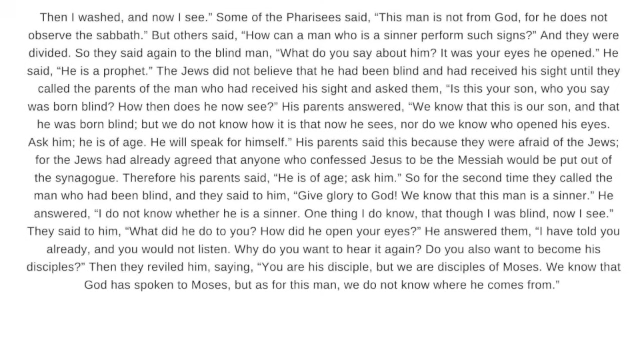 Then I washed, and now I see.” Some of the Pharisees said, “This man is not from God, for he does not
observe the sabbath.” But others said, “How can a man who is a sinner perform such signs?” And they were
divided. So they said again to the blind man, “What do you say about him? It was your eyes he opened.” He
said, “He is a prophet.” The Jews did not believe that he had been blind and had received his sight until they
called the parents of the man who had received his sight and asked them, “Is this your son, who you say
was born blind? How then does he now see?” His parents answered, “We know that this is our son, and that
he was born blind; but we do not know how it is that now he sees, nor do we know who opened his eyes.
Ask him; he is of age. He will speak for himself.” His parents said this because they were afraid of the Jews;
for the Jews had already agreed that anyone who confessed Jesus to be the Messiah would be put out of
the synagogue. Therefore his parents said, “He is of age; ask him.” So for the second time they called the
man who had been blind, and they said to him, “Give glory to God! We know that this man is a sinner.” He
answered, “I do not know whether he is a sinner. One thing I do know, that though I was blind, now I see.”
They said to him, “What did he do to you? How did he open your eyes?” He answered them, “I have told you
already, and you would not listen. Why do you want to hear it again? Do you also want to become his
disciples?” Then they reviled him, saying, “You are his disciple, but we are disciples of Moses. We know that
God has spoken to Moses, but as for this man, we do not know where he comes from.”